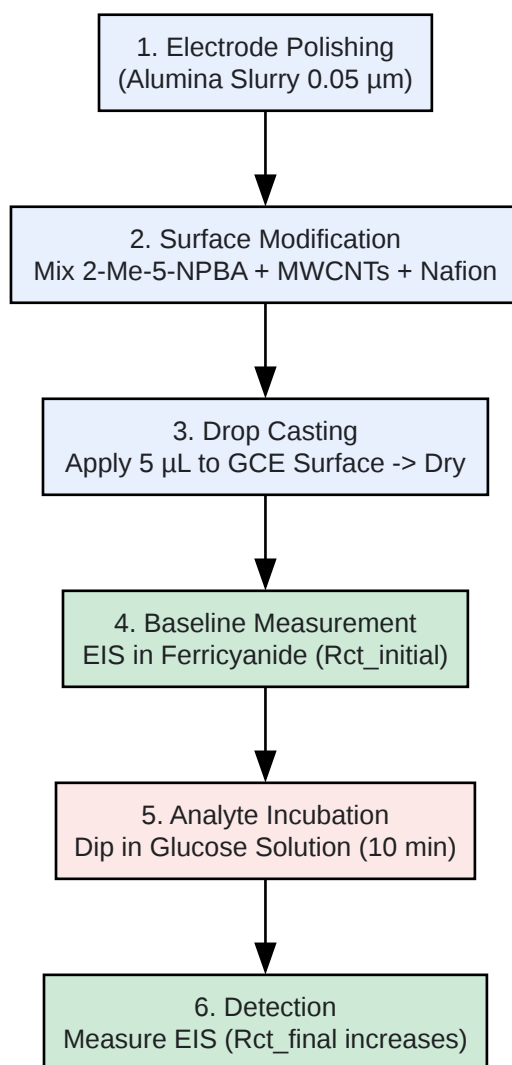 1. Electrode Polishing
(Alumina Slurry 0.05 µm)
2. Surface Modification
Mix 2-Me-5-NPBA + MWCNTs + Nafion
3. Drop Casting
Apply 5 µL to GCE Surface -> Dry
4. Baseline Measurement
EIS in Ferricyanide (Rct_initial)
5. Analyte Incubation
Dip in Glucose Solution (10 min)
6. Detection
Measure EIS (Rct_final increases)